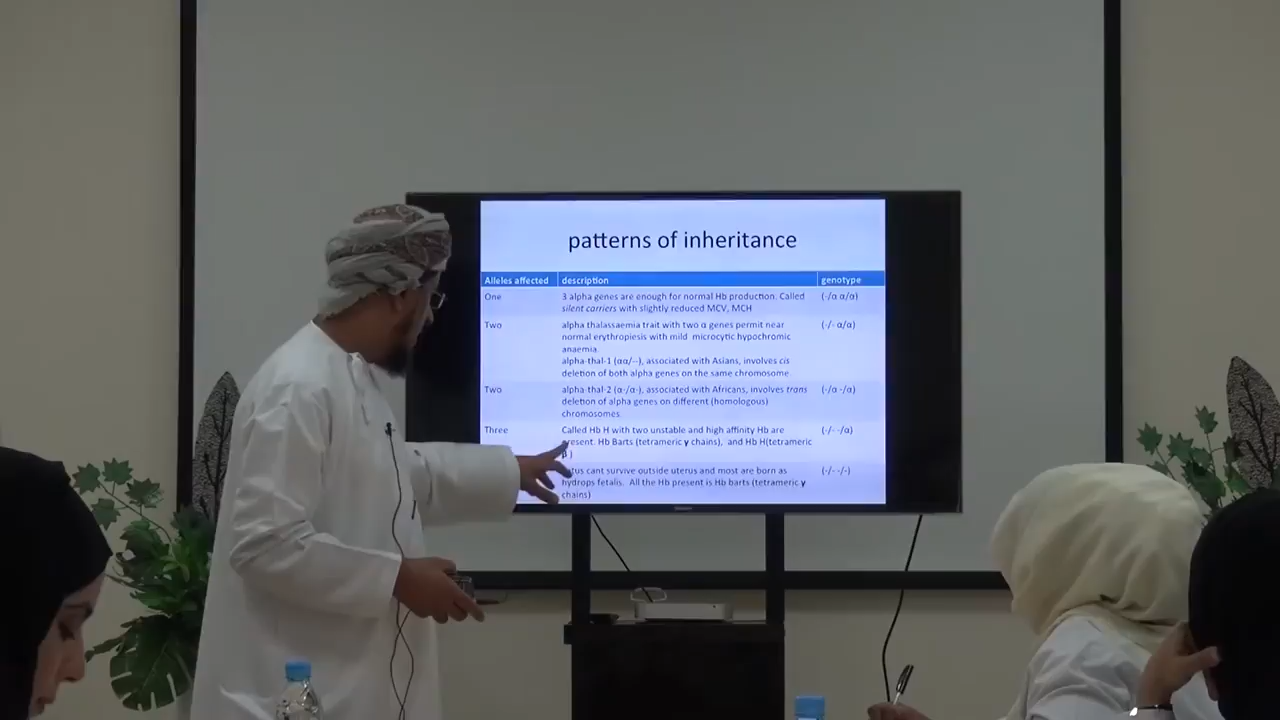 patterns of inheritance
Alleles affected description genotype
One 3 alpha genes are enough for normal Hb production. Called (-/α α/α)
silent carriers with slightly reduced MCV, MCH
Two alpha thalassaemia trait with two α genes permit near (-/- α/α)
normal erythropiesis with mild microcytic hypochromic
anaemia.
alpha-thal-1 (αα/--), associated with Asians, involves cis
deletion of both alpha genes on the same chromosome
Two alpha-thal-2 (α-/α-), associated with Africans, involves trans (-/α -/α)
deletion of alpha genes on different (homologous)
chromosomes.
Three Called Hb H with two unstable and high affinity Hb are (-/- -/α)
present. Hb Barts (tetrameric γ chains), and Hb H(tetrameric
β )
cant survive outside uterus and most are born as (-/- -/-)
hydrops fetalis. All the Hb present is Hb barts (tetrameric γ
chains)